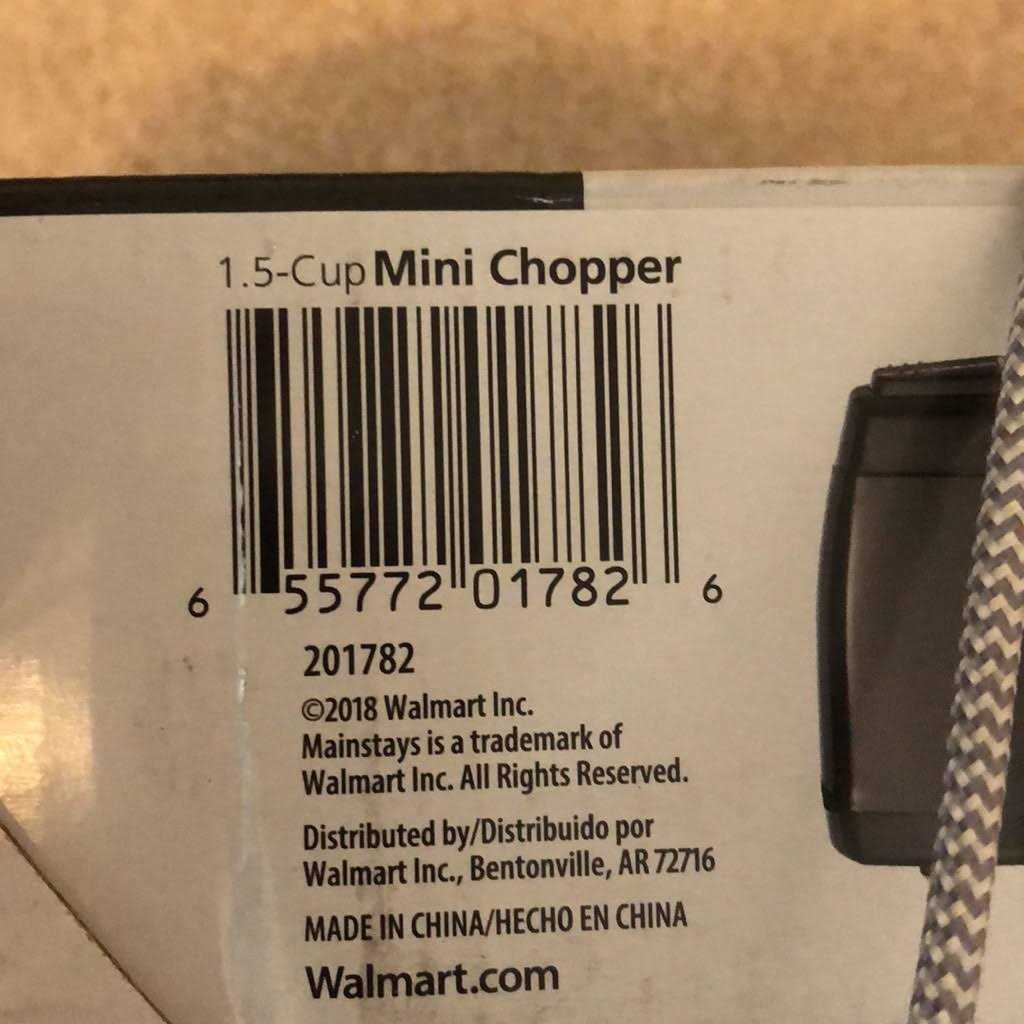 1.5-Cup Mini Chopper
6 55772 01782 6
201782
©2018 Walmart Inc.
Mainstays is a trademark of
Walmart Inc. All Rights Reserved.
Distributed by/Distribuido por
Walmart Inc., Bentonville, AR 72716
MADE IN CHINA/HECHO EN CHINA
Walmart.com